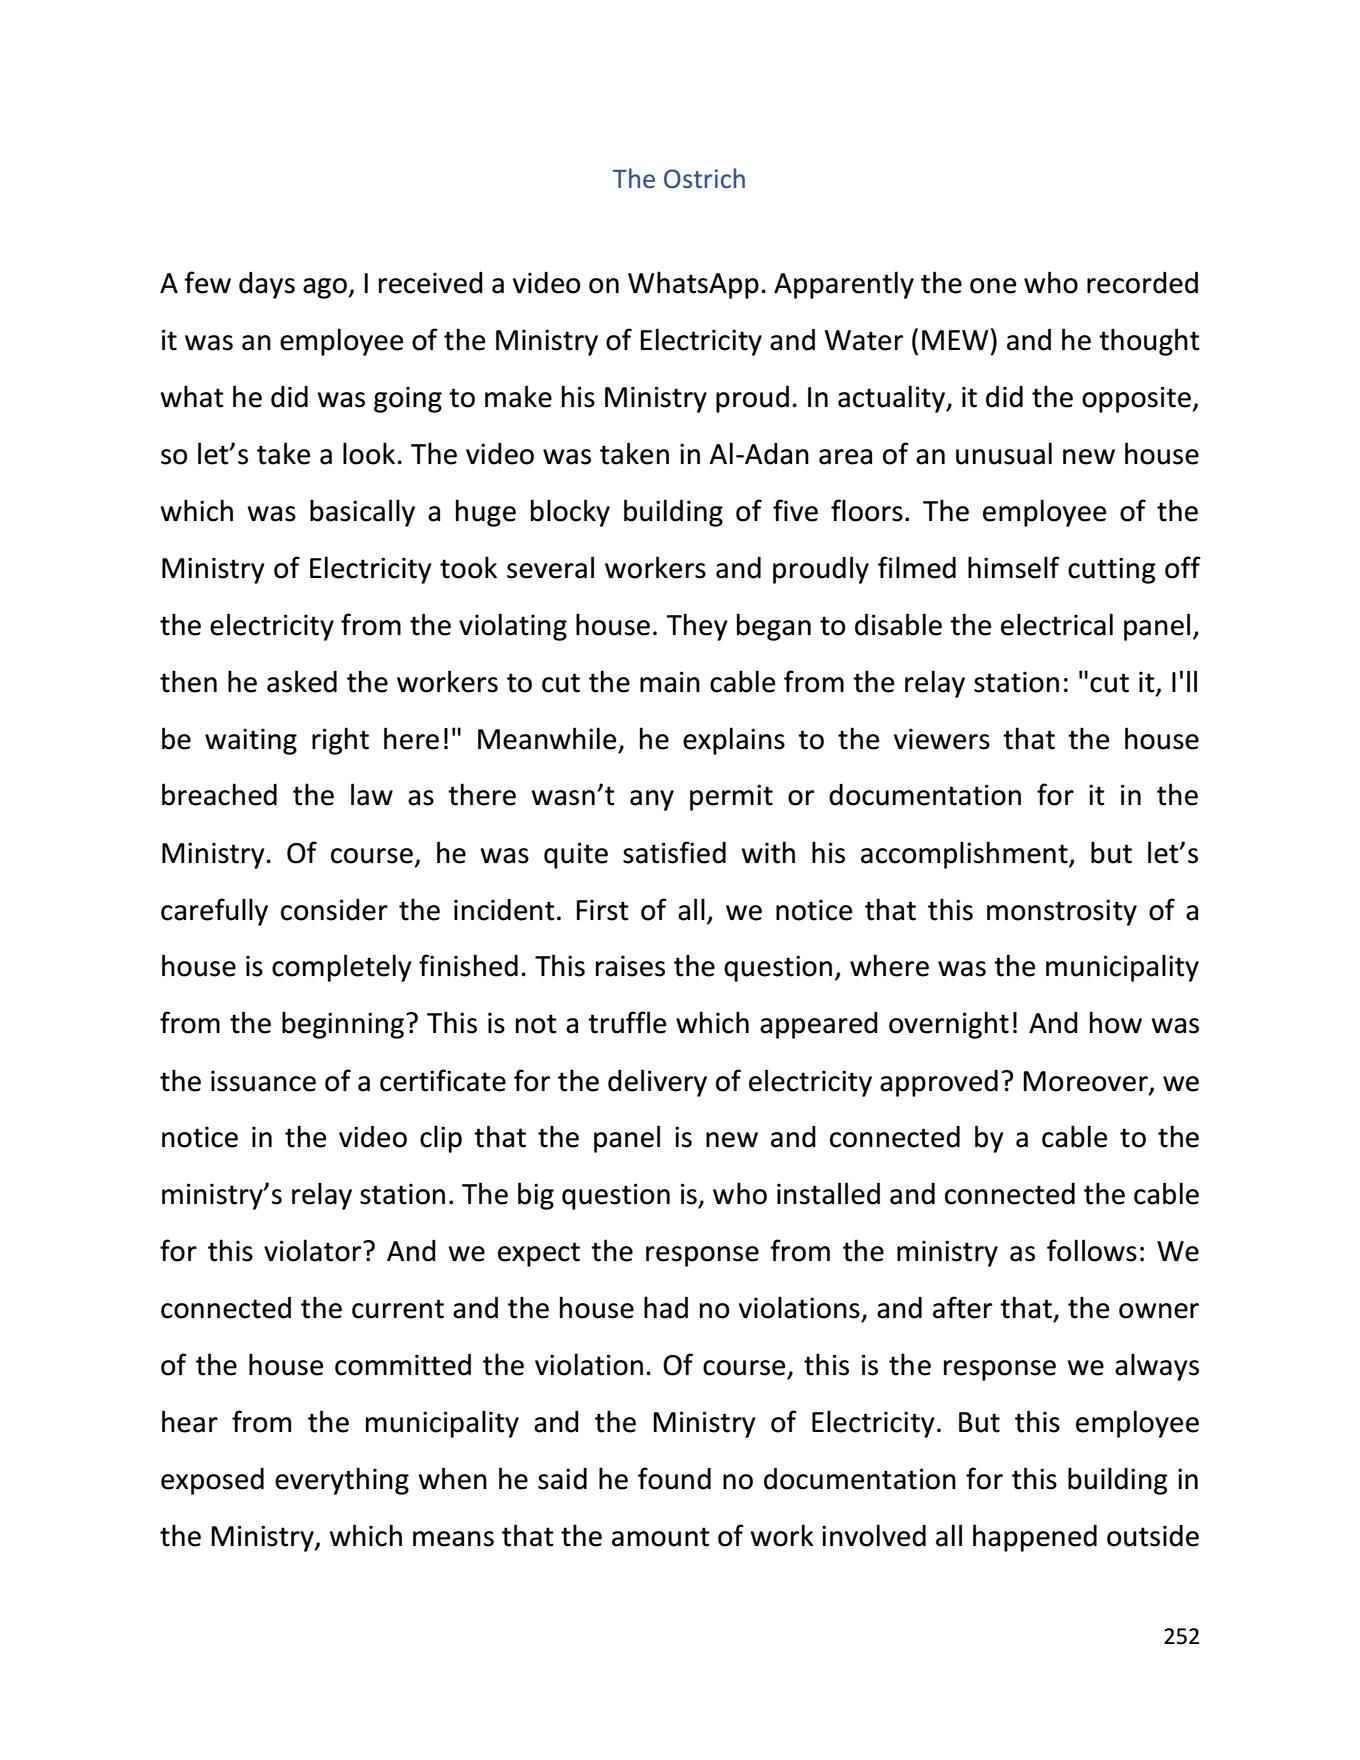 The Ostrich
A few days ago, I received a video on WhatsApp. Apparently the one who recorded
it was an employee of the Ministry of Electricity and Water (MEW) and he thought
what he did was going to make his Ministry proud. In actuality, it did the opposite,
so let’s take a look. The video was taken in Al-Adan area of an unusual new house
which was basically a huge blocky building of five floors. The employee of the
Ministry of Electricity took several workers and proudly filmed himself cutting off
the electricity from the violating house. They began to disable the electrical panel,
then he asked the workers to cut the main cable from the relay station: "cut it, I'll
be waiting right here!" Meanwhile, he explains to the viewers that the house
breached the law as there wasn’t any permit or documentation for it in the
Ministry. Of course, he was quite satisfied with his accomplishment, but let’s
carefully consider the incident. First of all, we notice that this monstrosity of a
house is completely finished. This raises the question, where was the municipality
from the beginning? This is not a truffle which appeared overnight! And how was
the issuance of a certificate for the delivery of electricity approved? Moreover, we
notice in the video clip that the panel is new and connected by a cable to the
ministry’s relay station. The big question is, who installed and connected the cable
for this violator? And we expect the response from the ministry as follows: We
connected the current and the house had no violations, and after that, the owner
of the house committed the violation. Of course, this is the response we always
hear from the municipality and the Ministry of Electricity. But this employee
exposed everything when he said he found no documentation for this building in
the Ministry, which means that the amount of work involved all happened outside
252